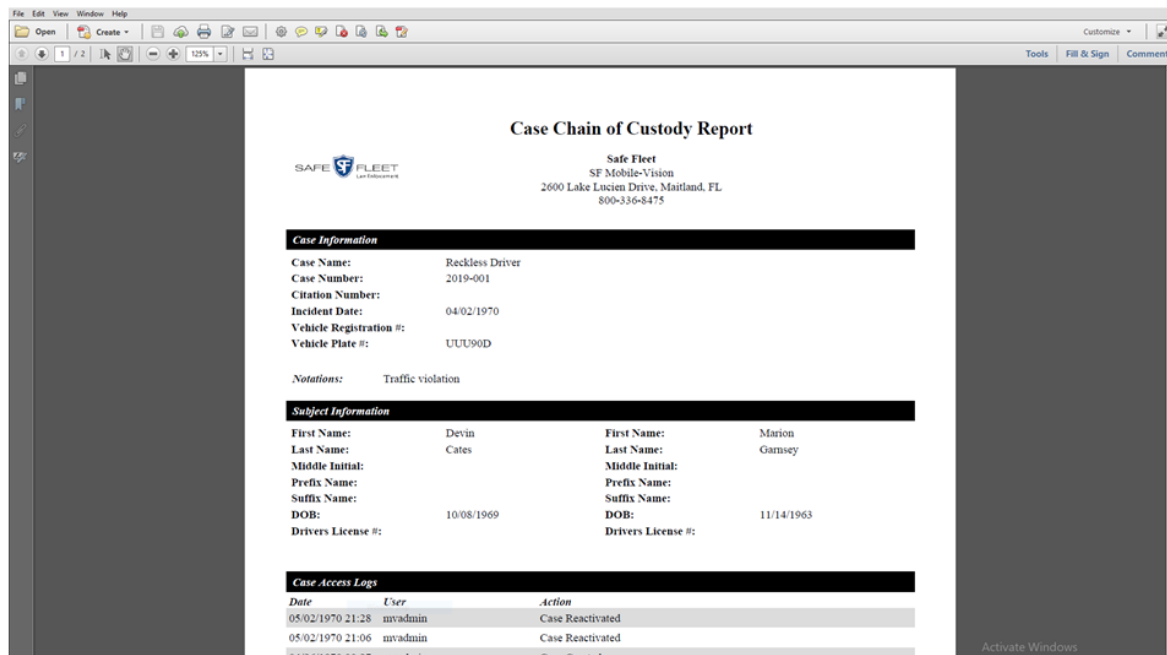 File Edit View Window Help
Open Create Customize
1 / 2 125% Tools Fill & Sign Comment
Case Chain of Custody Report
SAFE SF FLEET
Law Enforcement
Safe Fleet
SF Mobile-Vision
2600 Lake Lucien Drive, Maitland, FL
800-336-8475
Case Information
Case Name: Reckless Driver
Case Number: 2019-001
Citation Number:
Incident Date: 04/02/1970
Vehicle Registration #:
Vehicle Plate #: UUU90D
Notations: Traffic violation
Subject Information
First Name: Devin First Name: Marion
Last Name: Cates Last Name: Garnsey
Middle Initial: Middle Initial:
Prefix Name: Prefix Name:
Suffix Name: Suffix Name:
DOB: 10/08/1969 DOB: 11/14/1963
Drivers License #: Drivers License #:
Case Access Logs
Date User Action
05/02/1970 21:28 mvadmin Case Reactivated
05/02/1970 21:06 mvadmin Case Reactivated
Activate Windows